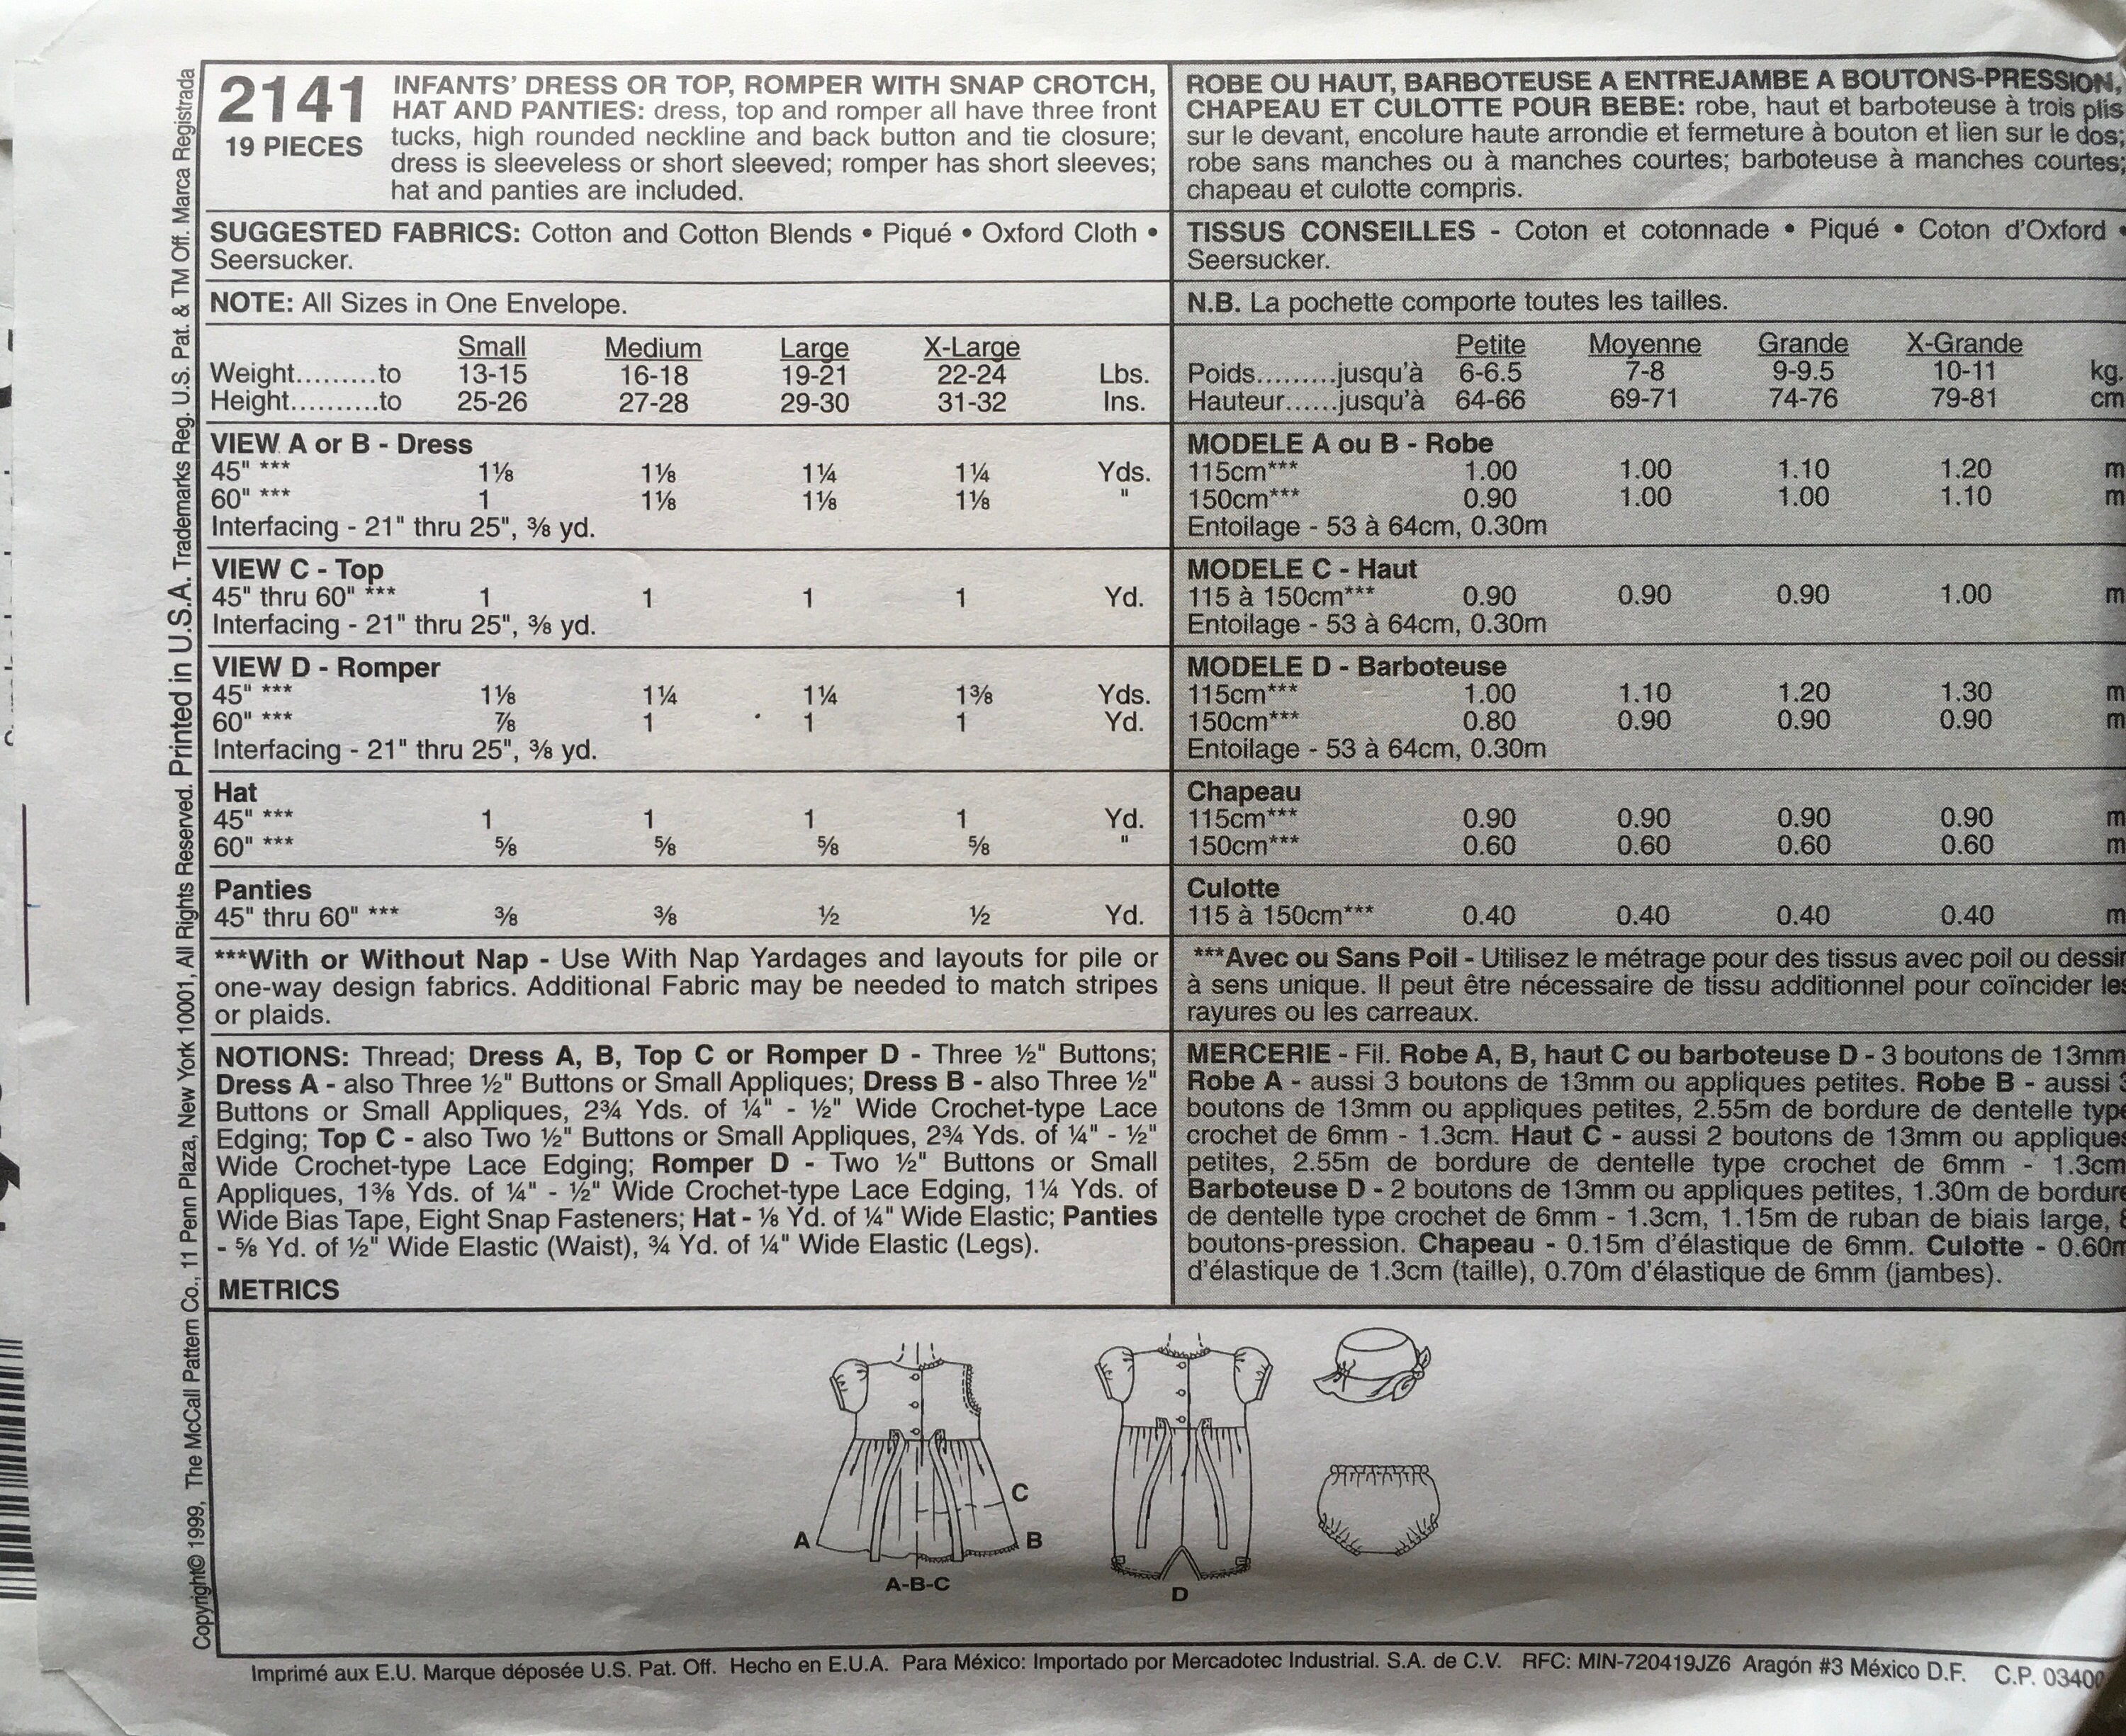 Copyright© 1999, The McCall Pattern Co., 11 Penn Plaza, New York 10001, All Rights Reserved. Printed in U.S.A. Trademarks Reg. U.S. Pat. & TM Off. Marca Registrada
2141
19 PIECES
INFANTS' DRESS OR TOP, ROMPER WITH SNAP CROTCH,
HAT AND PANTIES: dress, top and romper all have three front
tucks, high rounded neckline and back button and tie closure;
dress is sleeveless or short sleeved; romper has short sleeves;
hat and panties are included.
SUGGESTED FABRICS: Cotton and Cotton Blends • Piqué • Oxford Cloth •
Seersucker.
NOTE: All Sizes in One Envelope.
Small Medium Large X-Large
Weight.........to 13-15 16-18 19-21 22-24 Lbs.
Height..........to 25-26 27-28 29-30 31-32 Ins.
VIEW A or B - Dress
45" *** 1⅛ 1⅛ 1¼ 1¼ Yds.
60" *** 1 1⅛ 1⅛ 1⅛ "
Interfacing - 21" thru 25", ⅜ yd.
VIEW C - Top
45" thru 60" *** 1 1 1 1 Yd.
Interfacing - 21" thru 25", ⅜ yd.
VIEW D - Romper
45" *** 1⅛ 1¼ 1¼ 1⅜ Yds.
60" *** ⅞ 1 1 1 Yd.
Interfacing - 21" thru 25", ⅜ yd.
Hat
45" *** 1 1 1 1 Yd.
60" *** ⅝ ⅝ ⅝ ⅝ "
Panties
45" thru 60" *** ⅜ ⅜ ½ ½ Yd.
***With or Without Nap - Use With Nap Yardages and layouts for pile or
one-way design fabrics. Additional Fabric may be needed to match stripes
or plaids.
NOTIONS: Thread; Dress A, B, Top C or Romper D - Three ½" Buttons;
Dress A - also Three ½" Buttons or Small Appliques; Dress B - also Three ½"
Buttons or Small Appliques, 2¾ Yds. of ¼" - ½" Wide Crochet-type Lace
Edging; Top C - also Two ½" Buttons or Small Appliques, 2¾ Yds. of ¼" - ½"
Wide Crochet-type Lace Edging; Romper D - Two ½" Buttons or Small
Appliques, 1⅜ Yds. of ¼" - ½" Wide Crochet-type Lace Edging, 1¼ Yds. of
Wide Bias Tape, Eight Snap Fasteners; Hat - ⅛ Yd. of ¼" Wide Elastic; Panties
- ⅝ Yd. of ½" Wide Elastic (Waist), ¾ Yd. of ¼" Wide Elastic (Legs).
METRICS
ROBE OU HAUT, BARBOTEUSE A ENTREJAMBE A BOUTONS-PRESSION,
CHAPEAU ET CULOTTE POUR BEBE: robe, haut et barboteuse à trois plis
sur le devant, encolure haute arrondie et fermeture à bouton et lien sur le dos;
robe sans manches ou à manches courtes; barboteuse à manches courtes;
chapeau et culotte compris.
TISSUS CONSEILLES - Coton et cotonnade • Piqué • Coton d'Oxford •
Seersucker.
N.B. La pochette comporte toutes les tailles.
Petite Moyenne Grande X-Grande
Poids.........jusqu'à 6-6.5 7-8 9-9.5 10-11 kg.
Hauteur......jusqu'à 64-66 69-71 74-76 79-81 cm
MODELE A ou B - Robe
115cm*** 1.00 1.00 1.10 1.20 m
150cm*** 0.90 1.00 1.00 1.10 m
Entoilage - 53 à 64cm, 0.30m
MODELE C - Haut
115 à 150cm*** 0.90 0.90 0.90 1.00 m
Entoilage - 53 à 64cm, 0.30m
MODELE D - Barboteuse
115cm*** 1.00 1.10 1.20 1.30 m
150cm*** 0.80 0.90 0.90 0.90 m
Entoilage - 53 à 64cm, 0.30m
Chapeau
115cm*** 0.90 0.90 0.90 0.90 m
150cm*** 0.60 0.60 0.60 0.60 m
Culotte
115 à 150cm*** 0.40 0.40 0.40 0.40 m
***Avec ou Sans Poil - Utilisez le métrage pour des tissus avec poil ou dessin
à sens unique. Il peut être nécessaire de tissu additionnel pour coïncider les
rayures ou les carreaux.
MERCERIE - Fil. Robe A, B, haut C ou barboteuse D - 3 boutons de 13mm
Robe A - aussi 3 boutons de 13mm ou appliques petites. Robe B - aussi 3
boutons de 13mm ou appliques petites, 2.55m de bordure de dentelle type
crochet de 6mm - 1.3cm. Haut C - aussi 2 boutons de 13mm ou appliques
petites, 2.55m de bordure de dentelle type crochet de 6mm - 1.3cm
Barboteuse D - 2 boutons de 13mm ou appliques petites, 1.30m de bordure
de dentelle type crochet de 6mm - 1.3cm, 1.15m de ruban de biais large,
boutons-pression. Chapeau - 0.15m d'élastique de 6mm. Culotte - 0.60m
d'élastique de 1.3cm (taille), 0.70m d'élastique de 6mm (jambes).
C
A
B
A-B-C
D
Imprimé aux E.U. Marque déposée U.S. Pat. Off. Hecho en E.U.A. Para México: Importado por Mercadotec Industrial. S.A. de C.V. RFC: MIN-720419JZ6 Aragón #3 México D.F. C.P. 03400